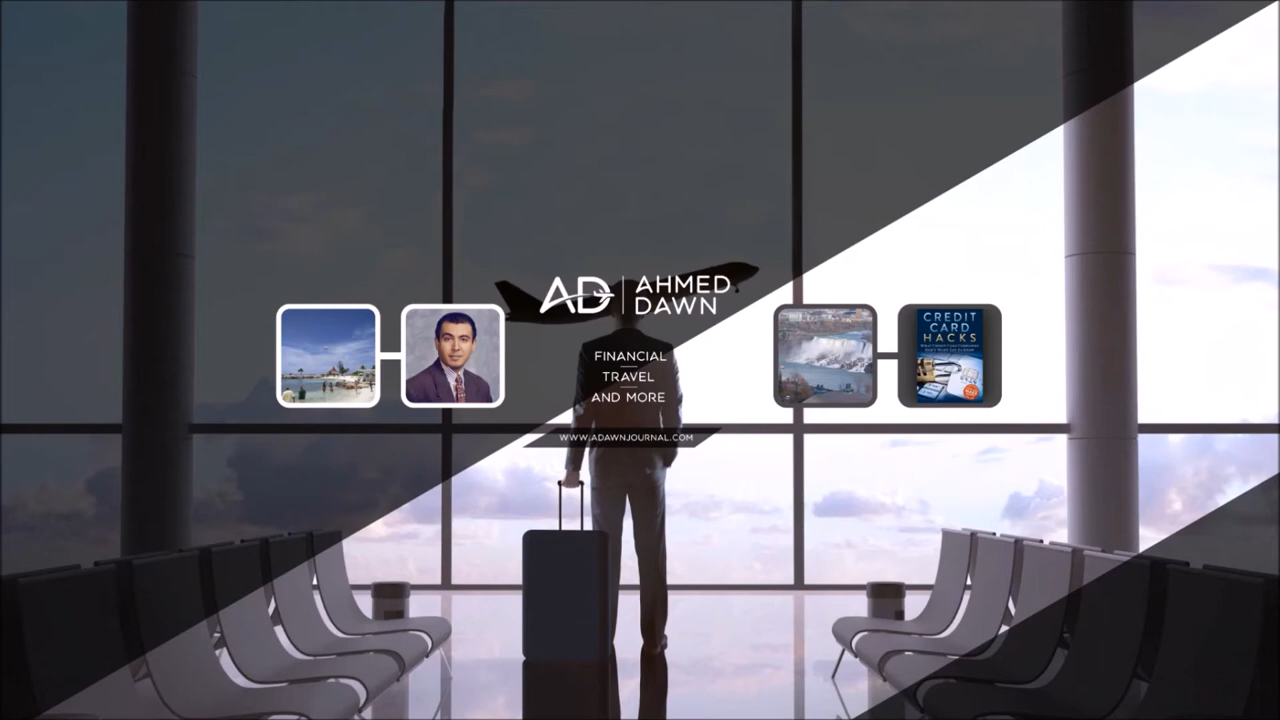 AD
AHMED
DAWN
FINANCIAL
TRAVEL
AND MORE
WWW.ADAWNJOURNAL.COM
CREDIT
CARD
HACKS